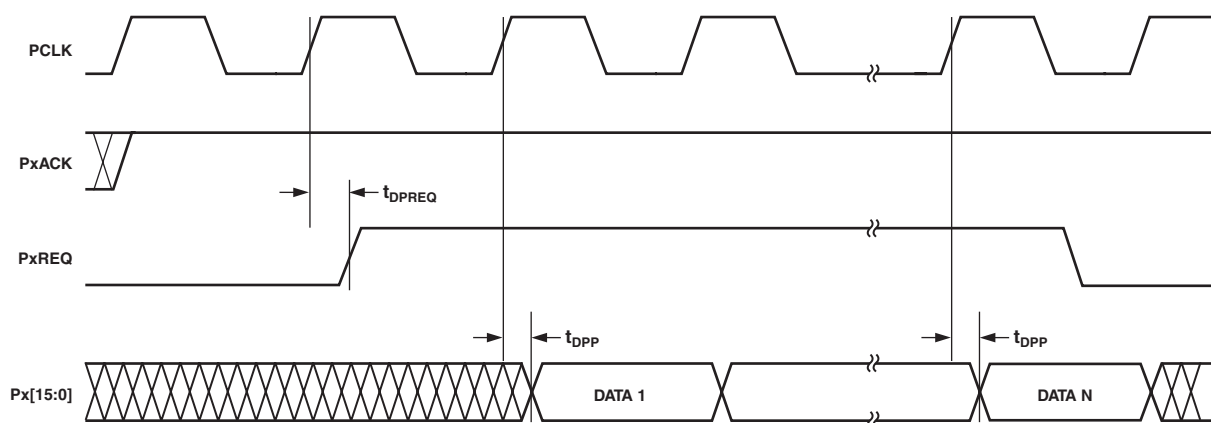 PCLK
PxACK
tDPREQ
PxREQ
tDPP
tDPP
Px[15:0]
DATA 1
DATA N